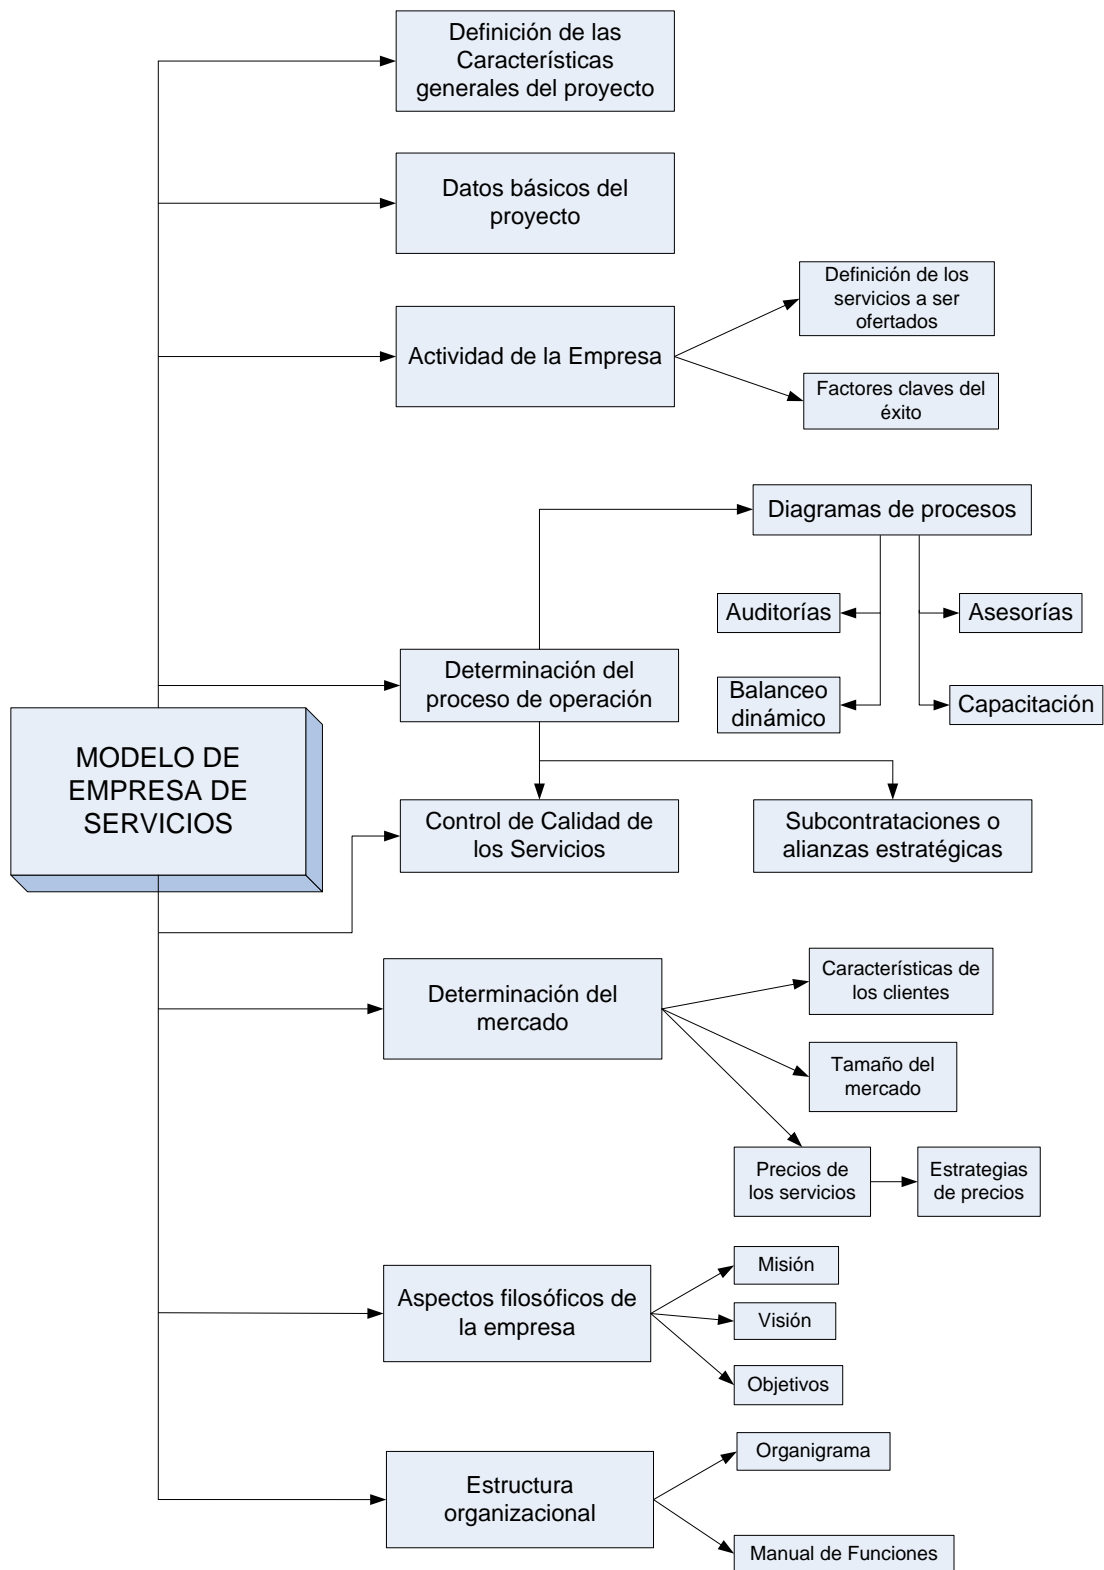 Definición de las
Características
generales del proyecto
Datos básicos del
proyecto
Definición de los
servicios a ser
ofertados
Actividad de la Empresa
Factores claves del
éxito
Diagramas de procesos
Auditorías
Asesorías
Determinación del
proceso de operación
Balanceo
dinámico
Capacitación
MODELO DE
EMPRESA DE
SERVICIOS
Control de Calidad de
los Servicios
Subcontrataciones o
alianzas estratégicas
Características de
los clientes
Determinación del
mercado
Tamaño del
mercado
Precios de
los servicios
Estrategias
de precios
Misión
Aspectos filosóficos de
la empresa
Visión
Objetivos
Organigrama
Estructura
organizacional
Manual de Funciones